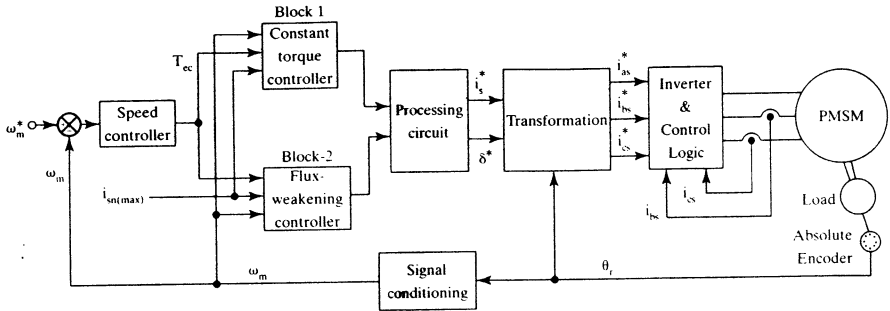 Block 1
Constant
torque
controller
T_ec
ω_m^*
Speed
controller
ω_m
i_sn(max)
Block-2
Flux-
weakening
controller
Processing
circuit
i_s^*
δ^*
Transformation
i_as^*
i_bs^*
i_cs^*
Inverter
&
Control
Logic
PMSM
i_cs
i_bs
Load
Absolute
Encoder
ω_m
Signal
conditioning
θ_r